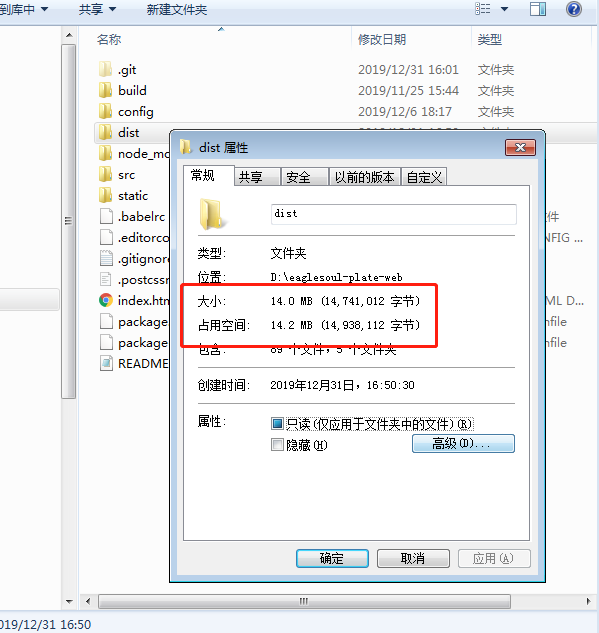 到库中 共享 新建文件夹
名称 修改日期 类型
.git 2019/12/31 16:01 文件夹
build 2019/11/25 15:44 文件夹
config 2019/12/6 18:17 文件夹
dist
node_mo
src
static
.babelrc 件
.editorco NFIG ...
.gitignor
.postcssr
index.htm ML D...
package nfile
package nfile
README
dist 属性
常规 共享 安全 以前的版本 自定义
dist
类型: 文件夹
位置: D:\eaglesoul-plate-web
大小: 14.0 MB (14,741,012 字节)
占用空间: 14.2 MB (14,938,112 字节)
包含: 89 个文件，5 个文件夹
创建时间: 2019年12月31日，16:50:30
属性: 只读(仅应用于文件夹中的文件)(R)
隐藏(H) 高级(D)...
确定 取消 应用(A)
019/12/31 16:50